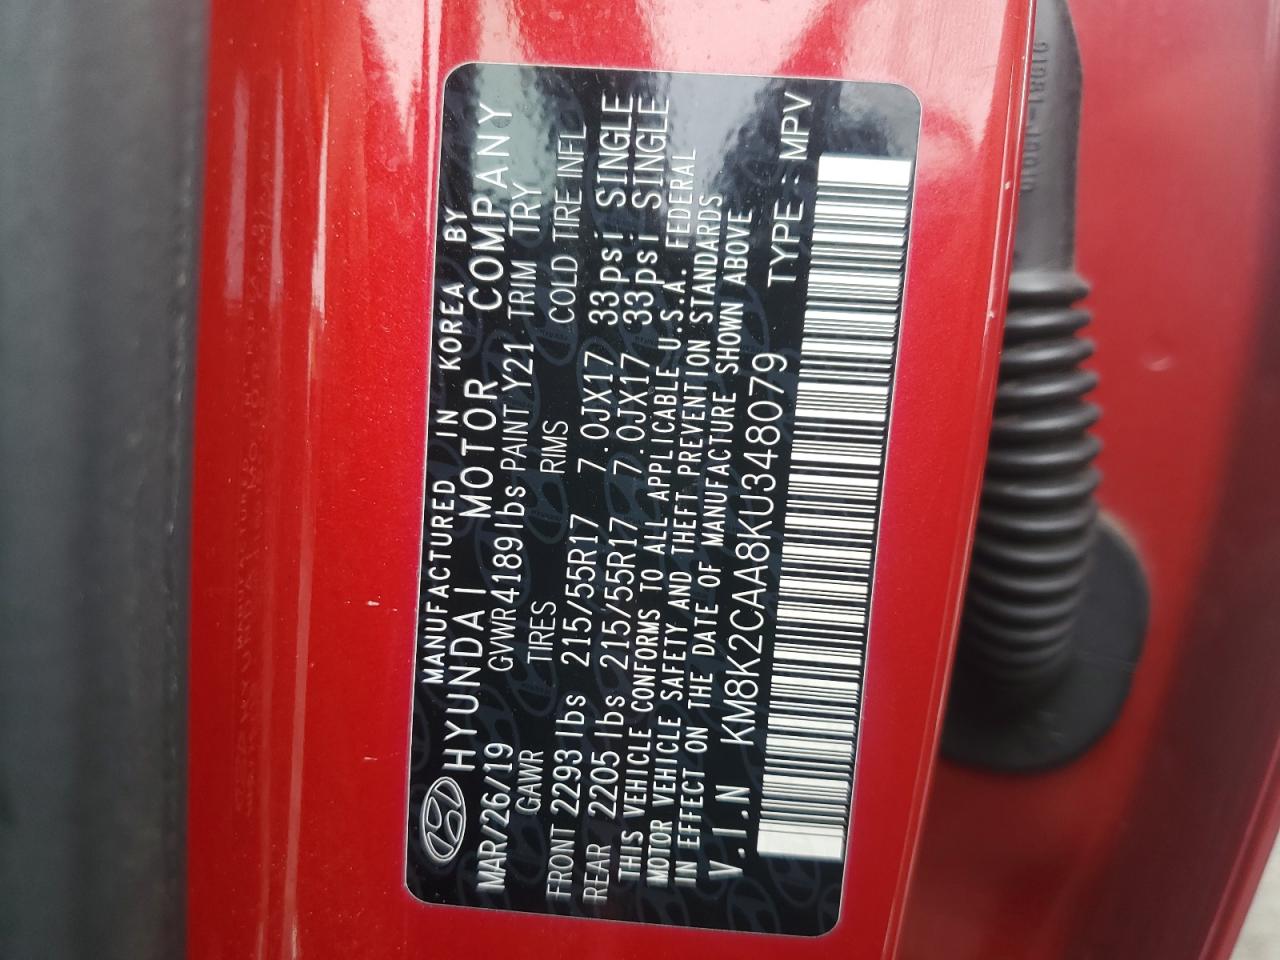 MANUFACTURED IN KOREA BY
HYUNDAI MOTOR COMPANY
MAR/26/19 GWR4189lbs PAINT Y21 TRIM TRY
GAWR TIRES RIMS COLD TIRE INFL
FRONT 2293 lbs 215/55R17 7.0JX17 33psi SINGLE
REAR 2205 lbs 215/55R17 7.0JX17 33psi SINGLE
THIS VEHICLE CONFORMS TO ALL APPLICABLE U.S.A. FEDERAL
MOTOR VEHICLE SAFETY AND THEFT PREVENTION STANDARDS
IN EFFECT ON THE DATE OF MANUFACTURE SHOWN ABOVE
V.I.N KM8K2CAA8KU348079 TYPE : MPV